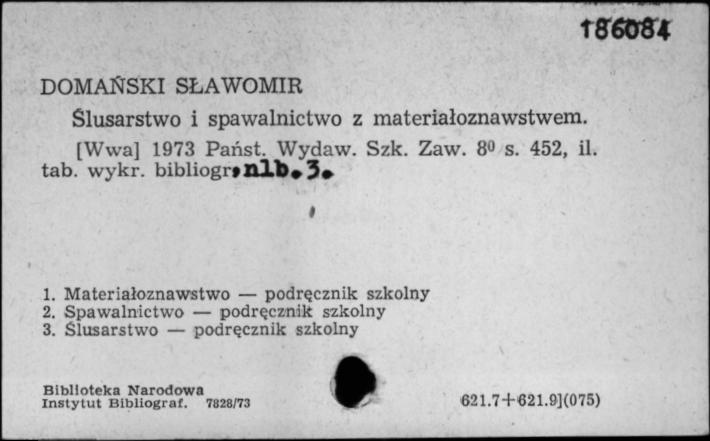 186084
DOMAŃSKI SŁAWOMIR
Ślusarstwo i spawalnictwo z materiałoznawstwem.
[Wwa] 1973 Państ. Wydaw. Szk. Zaw. 8⁰ s. 452, il.
tab. wykr. bibliogr, nlb. 3.
1. Materiałoznawstwo — podręcznik szkolny
2. Spawalnictwo — podręcznik szkolny
3. Ślusarstwo — podręcznik szkolny
Biblioteka Narodowa
Instytut Bibliograf. 7828/73
621.7+621.9](075)